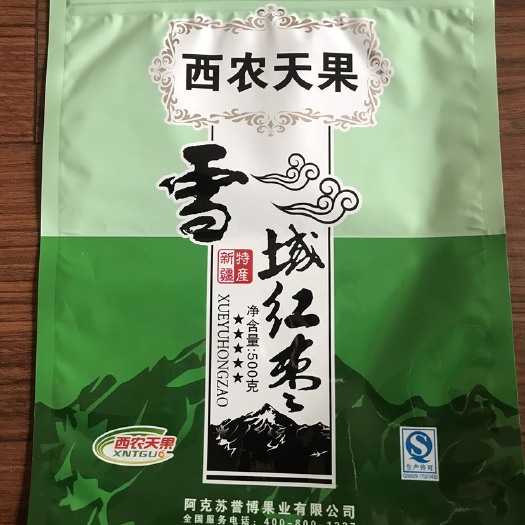 西农天果
雪域红枣
新疆特产
XUEYUHONGZAO
净含量:500克
★★★★★
西农天果
XNTGUO
生产许可
阿克苏誉博果业有限公司
全国服务电话:400-800-1227